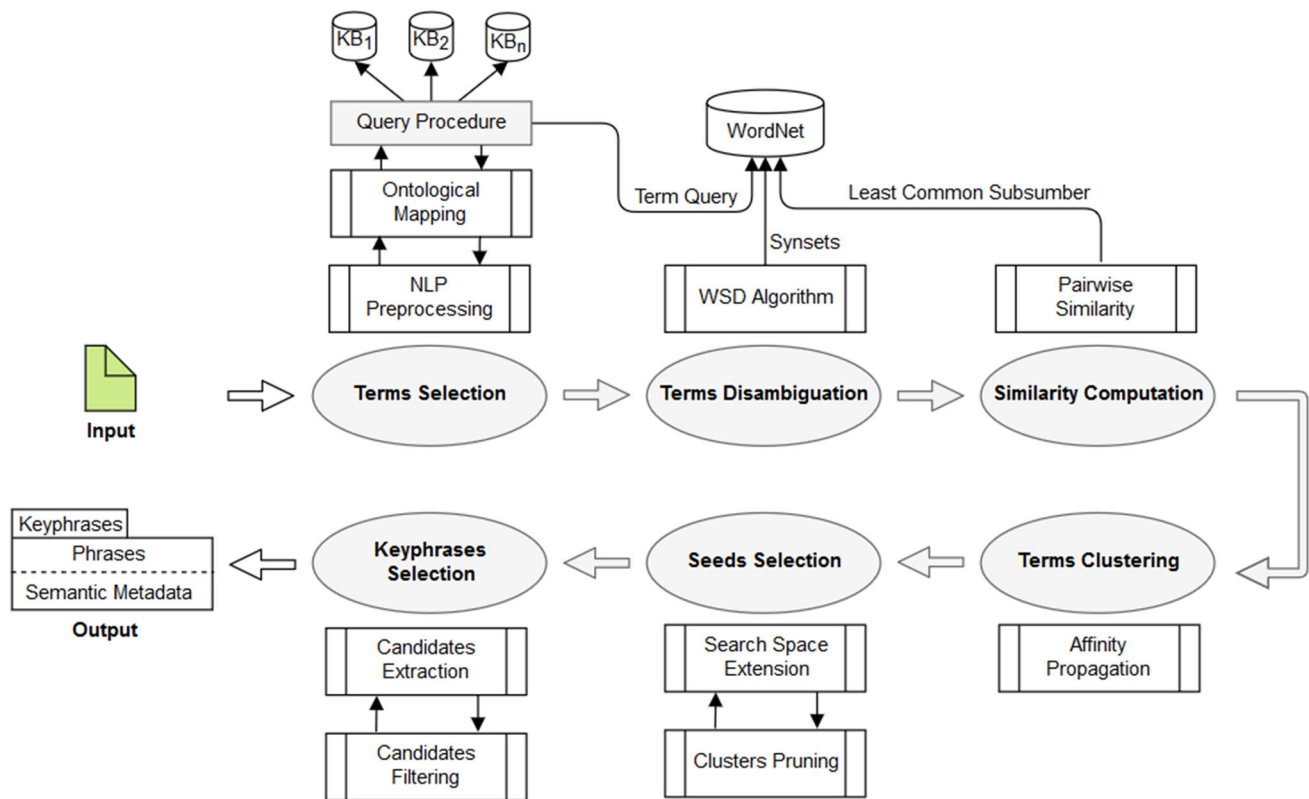 KB1 KB2 KBn
Query Procedure
WordNet
Ontological
Mapping
Term Query
Least Common Subsumber
Synsets
NLP
Preprocessing
WSD Algorithm
Pairwise
Similarity
Input
Terms Selection
Terms Disambiguation
Similarity Computation
Keyphrases
Phrases
Semantic Metadata
Output
Keyphrases
Selection
Seeds Selection
Terms Clustering
Candidates
Extraction
Search Space
Extension
Affinity
Propagation
Candidates
Filtering
Clusters Pruning